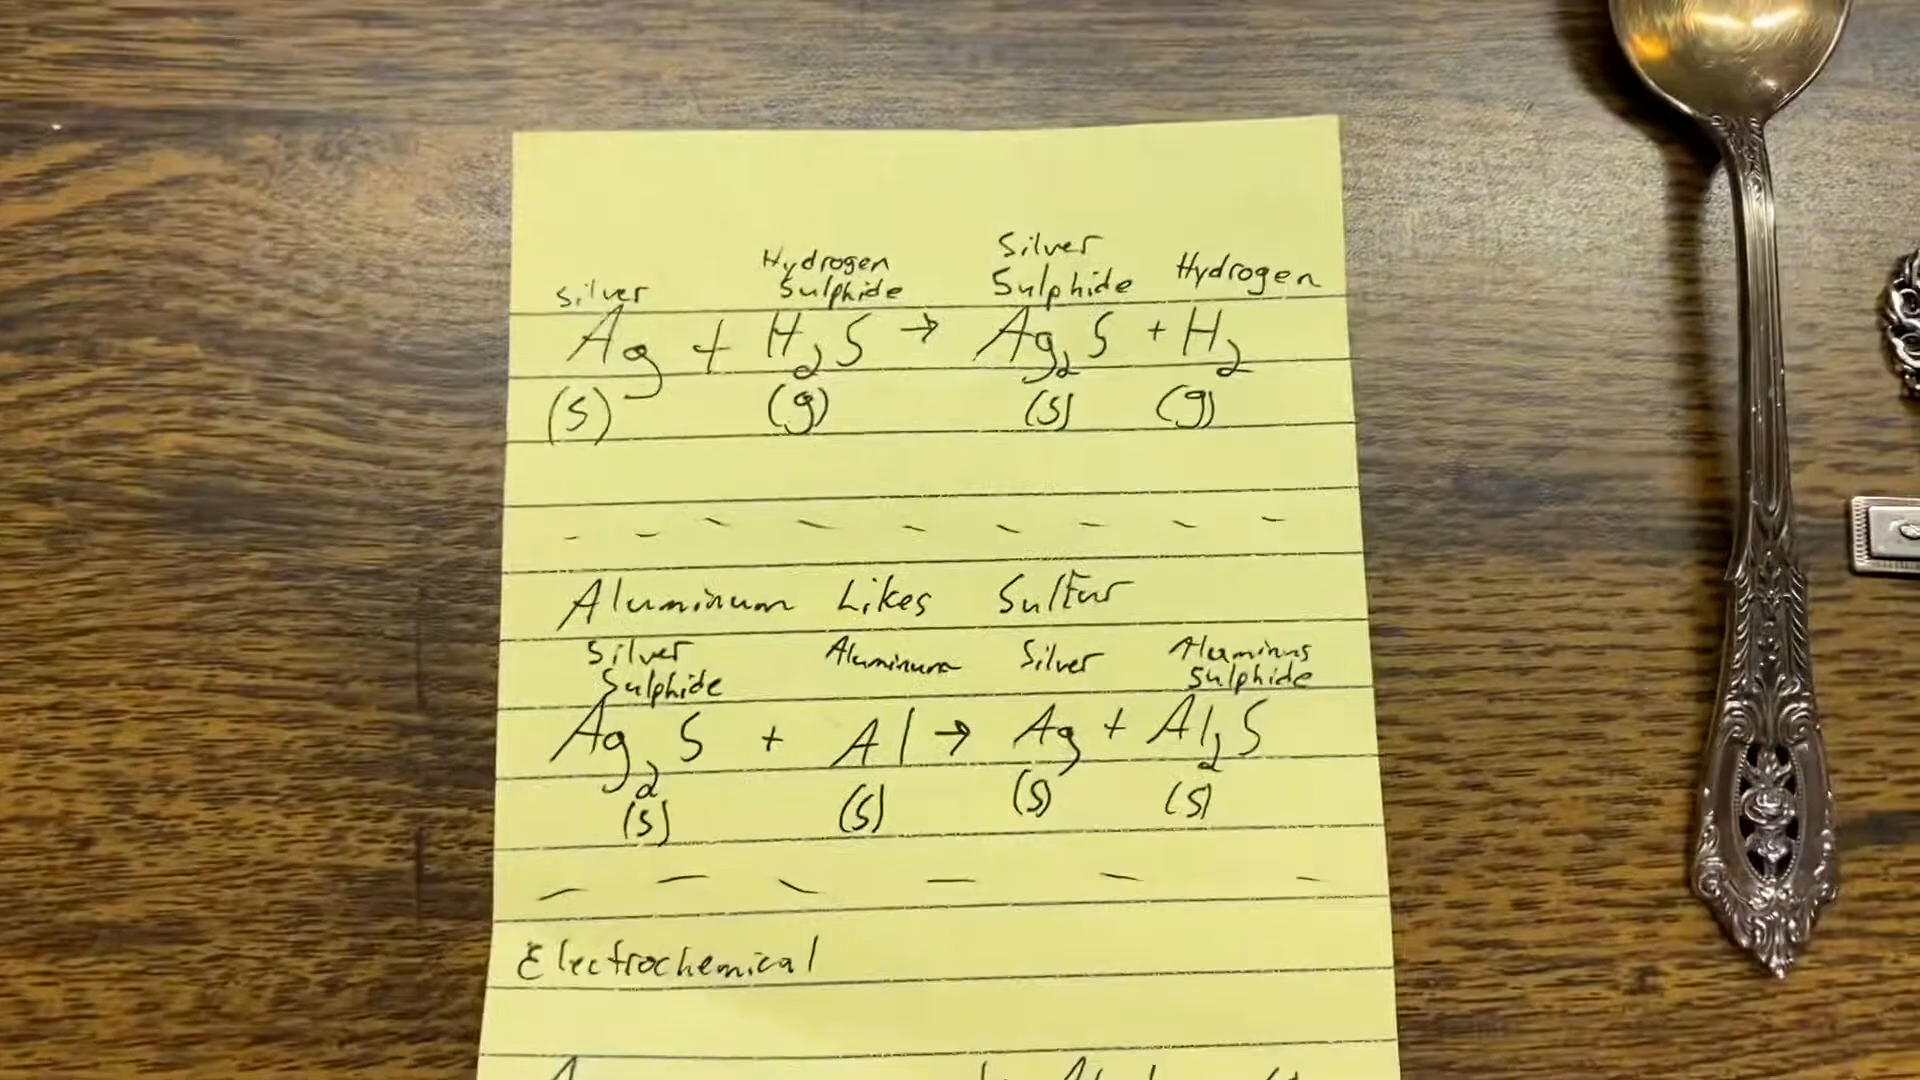 Silver Hydrogen Sulphide Silver Sulphide Hydrogen
Ag + H₂S → Ag₂S + H₂
(s) (g) (s) (g)
Aluminum Likes Sulfur
Silver Sulphide Aluminum Silver Aluminus Sulphide
Ag₂S + Al → Ag + Al₂S
(s) (s) (s) (s)
Electrochemical